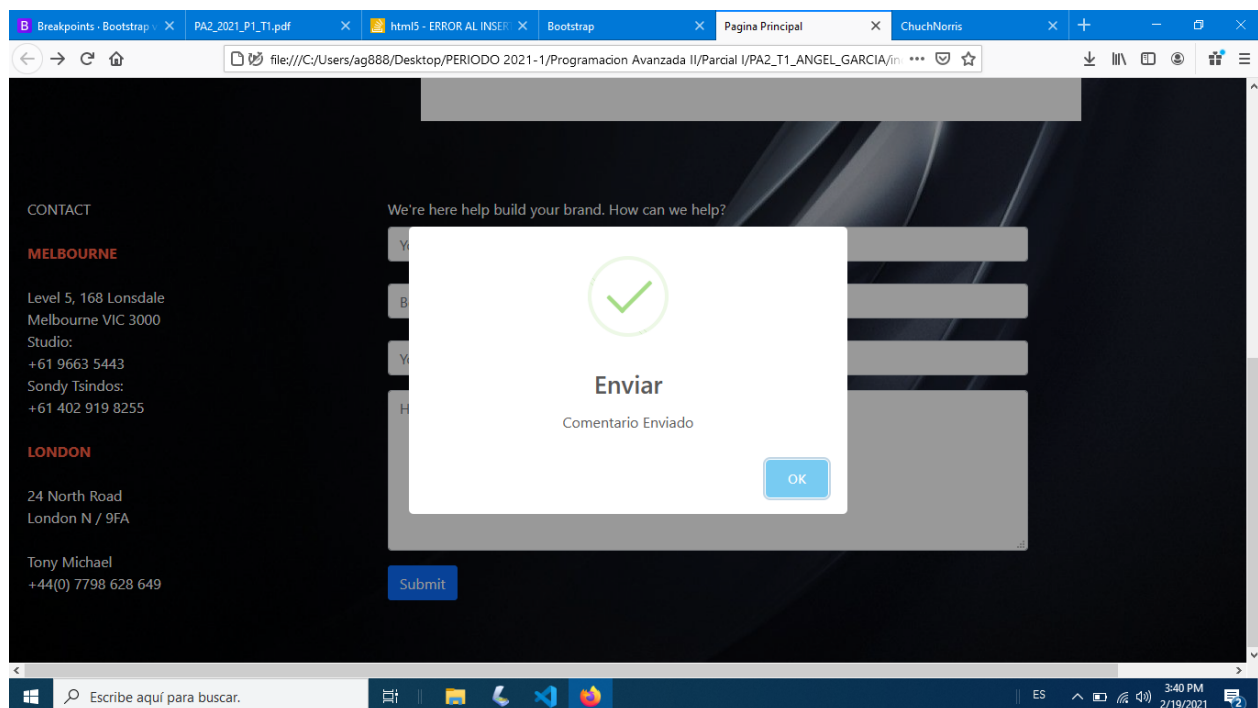 Breakpoints · Bootstrap v
PA2_2021_P1_T1.pdf
html5 - ERROR AL INSERT
Bootstrap
Pagina Principal
ChuchNorris
file:///C:/Users/ag888/Desktop/PERIODO 2021-1/Programacion Avanzada II/Parcial I/PA2_T1_ANGEL_GARCIA/in
CONTACT
MELBOURNE
Level 5, 168 Lonsdale
Melbourne VIC 3000
Studio:
+61 9663 5443
Sondy Tsindos:
+61 402 919 8255
LONDON
24 North Road
London N / 9FA
Tony Michael
+44(0) 7798 628 649
We're here help build your brand. How can we help?
Enviar
Comentario Enviado
OK
Submit
Escribe aquí para buscar.
ES
3:40 PM
2/19/2021
2